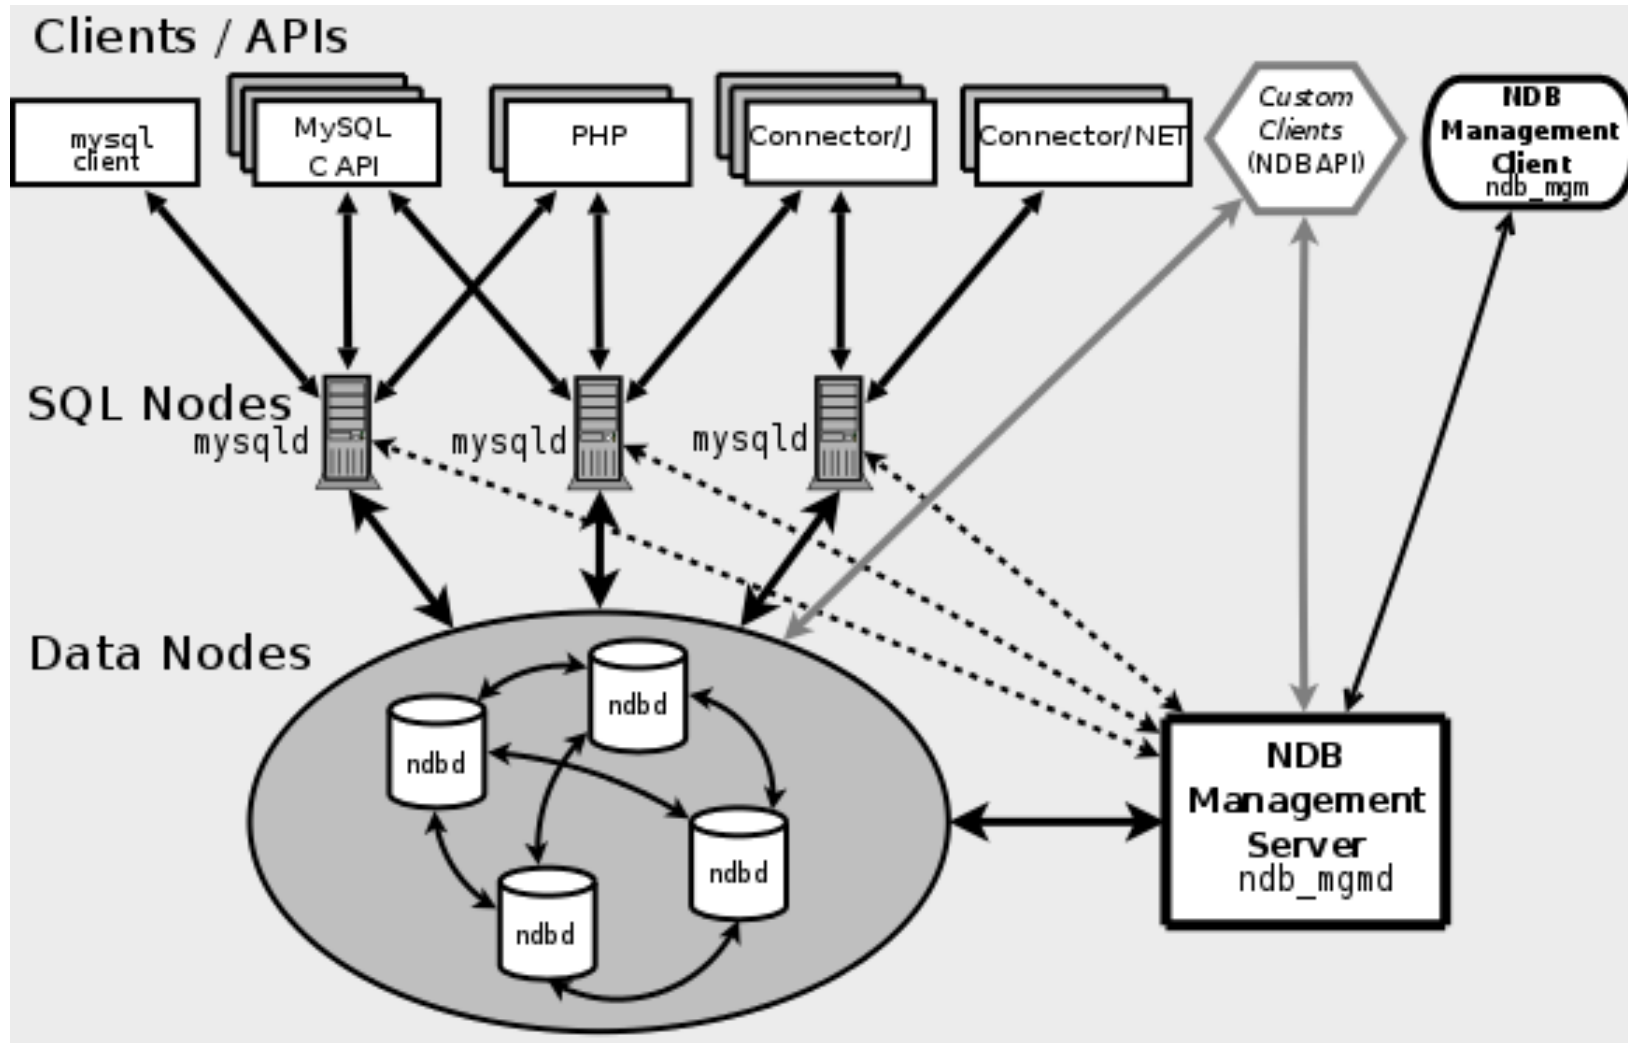 Clients / APIs
mysql
client
MySQL
C API
PHP
Connector/J
Connector/NET
Custom
Clients
(NDBAPI)
NDB
Management
Client
ndb_mgm
SQL Nodes
mysqld
mysqld
mysqld
Data Nodes
ndbd
ndbd
ndbd
ndbd
NDB
Management
Server
ndb_mgmd